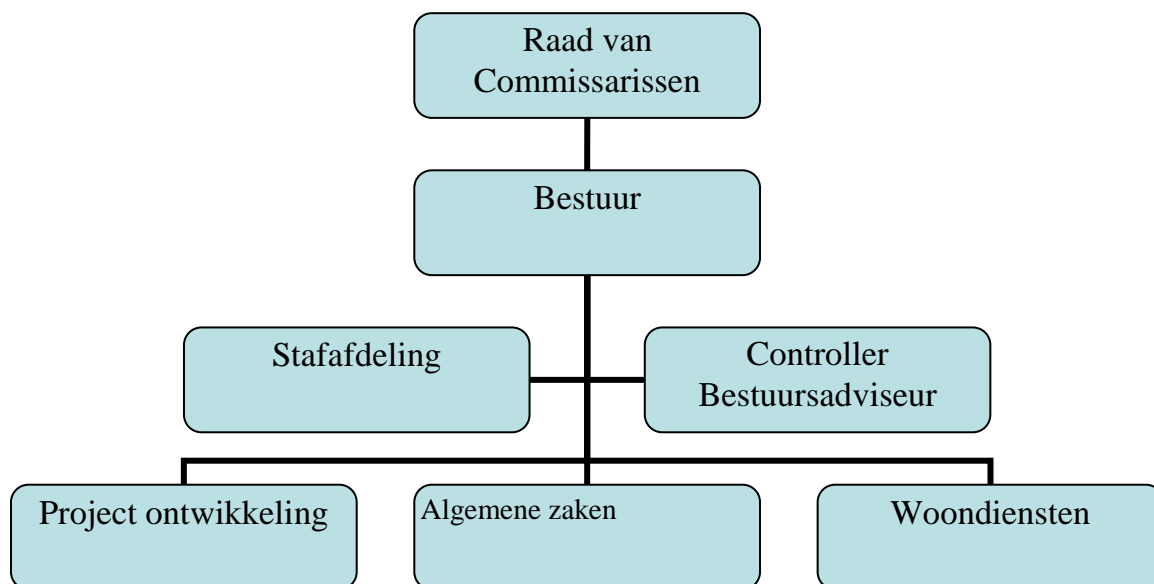 Raad van
Commissarissen
Bestuur
Stafafdeling
Controller
Bestuursadviseur
Project ontwikkeling
Algemene zaken
Woondiensten